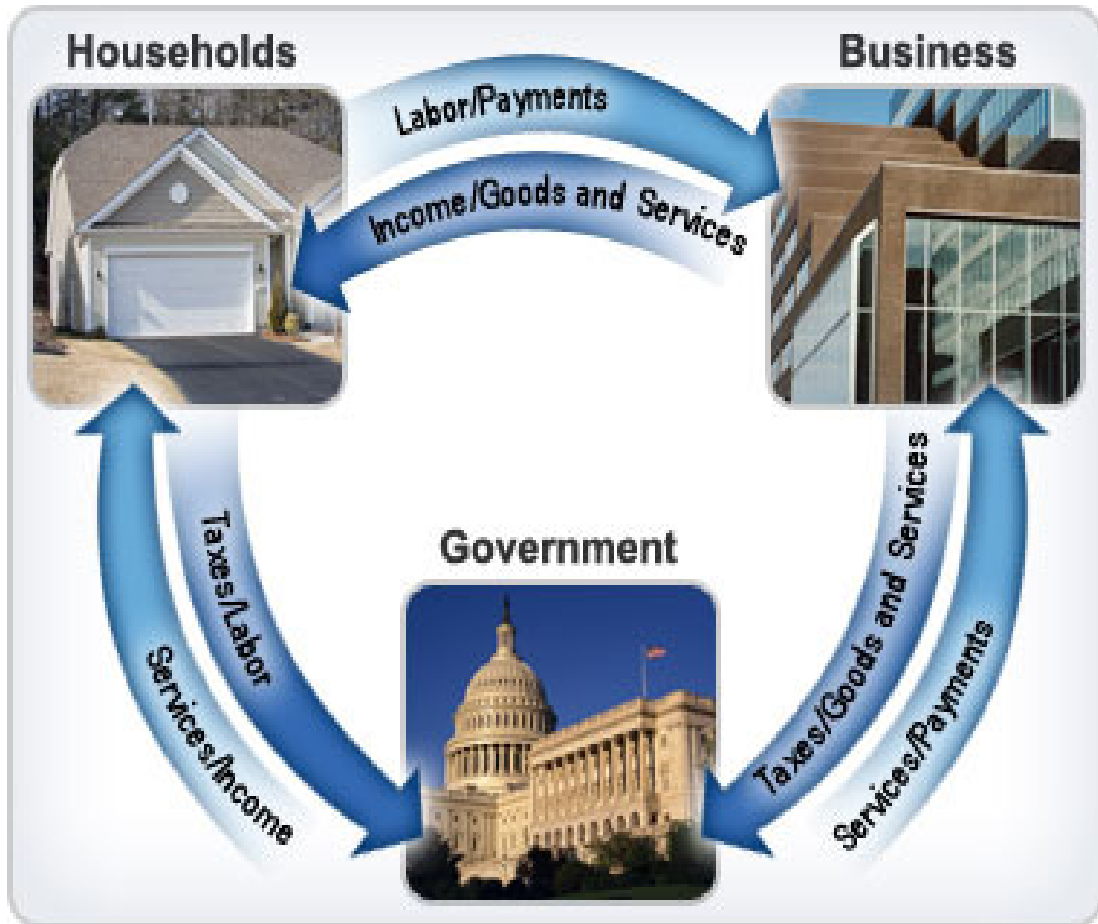 Households
Business
Labor/Payments
Income/Goods and Services
Taxes/Labor
Services/Income
Government
Taxes/Goods and Services
Services/Payments